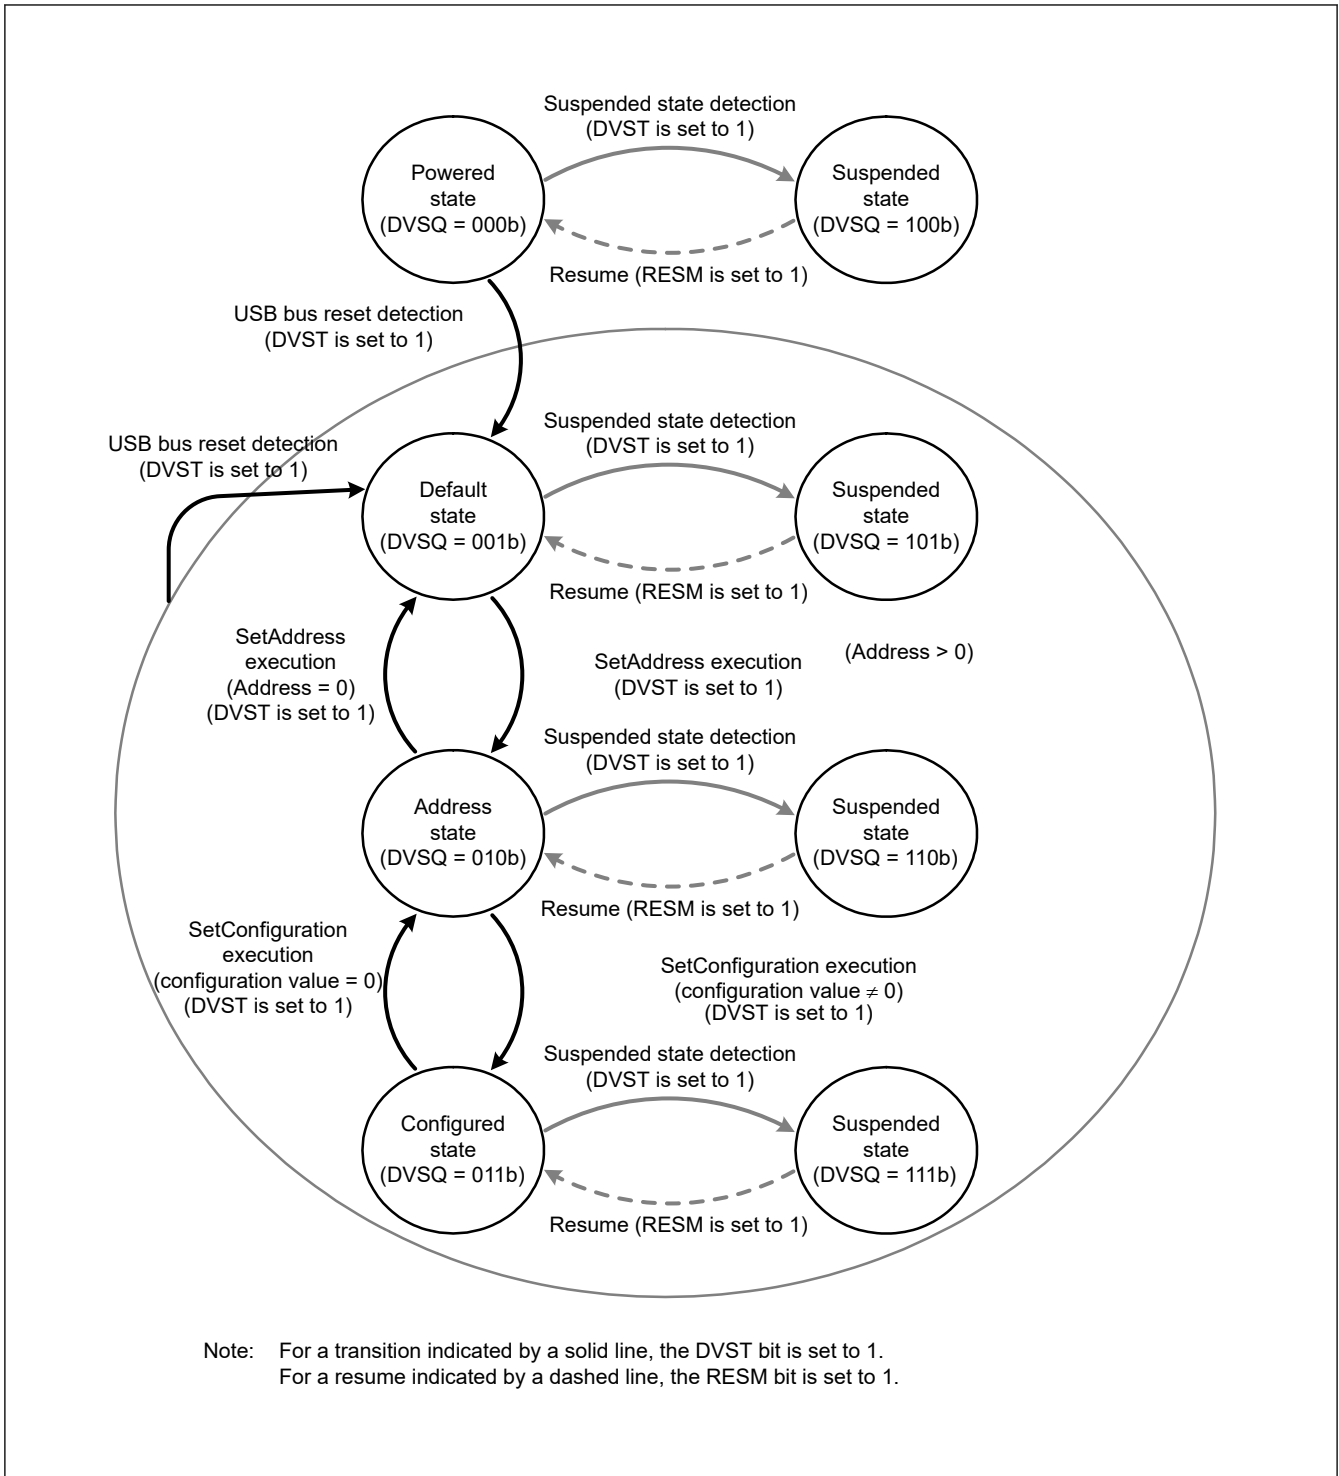 Suspended state detection
(DVST is set to 1)
Powered
state
(DVSQ = 000b)
Suspended
state
(DVSQ = 100b)
Resume (RESM is set to 1)
USB bus reset detection
(DVST is set to 1)
USB bus reset detection
(DVST is set to 1)
Suspended state detection
(DVST is set to 1)
Default
state
(DVSQ = 001b)
Suspended
state
(DVSQ = 101b)
Resume (RESM is set to 1)
SetAddress
execution
(Address = 0)
(DVST is set to 1)
SetAddress execution
(DVST is set to 1)
(Address > 0)
Suspended state detection
(DVST is set to 1)
Address
state
(DVSQ = 010b)
Suspended
state
(DVSQ = 110b)
Resume (RESM is set to 1)
SetConfiguration
execution
(configuration value = 0)
(DVST is set to 1)
SetConfiguration execution
(configuration value ≠ 0)
(DVST is set to 1)
Suspended state detection
(DVST is set to 1)
Configured
state
(DVSQ = 011b)
Suspended
state
(DVSQ = 111b)
Resume (RESM is set to 1)
Note: For a transition indicated by a solid line, the DVST bit is set to 1.
For a resume indicated by a dashed line, the RESM bit is set to 1.